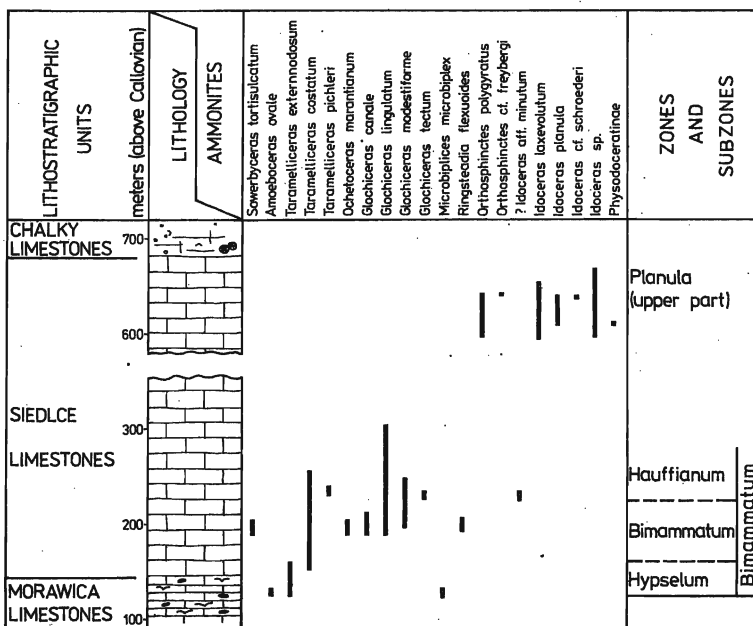 LITHOSTRATIGRAPHIC
UNITS
meters (above Callovian)
LITHOLOGY
AMMONITES
Sowerbyceras tortisulcatum
Amoeboceras ovale
Taramelliceras externnodosum
Taramelliceras costatum
Taramelliceras pichleri
Ochetoceras marantianum
Glochiceras canale
Glochiceras lingulatum
Glochiceras modestiforme
Glochiceras tectum
Microbiplices microbiplex
Ringsteadia flexuoides
Orthosphinctes polygyratus
Orthosphinctes cf. freybergi
? Idoceras aff. minutum
Idoceras laxevolutum
Idoceras planula
Idoceras cf. schroederi
Idoceras sp.
Physodoceratinae
ZONES
AND
SUBZONES
CHALKY
LIMESTONES
700
600
Planula
(upper part)
SIEDLCE
LIMESTONES
300
200
Hauffianum
Bimammatum
Hypselum
Bimammatum
MORAWICA
LIMESTONES
100